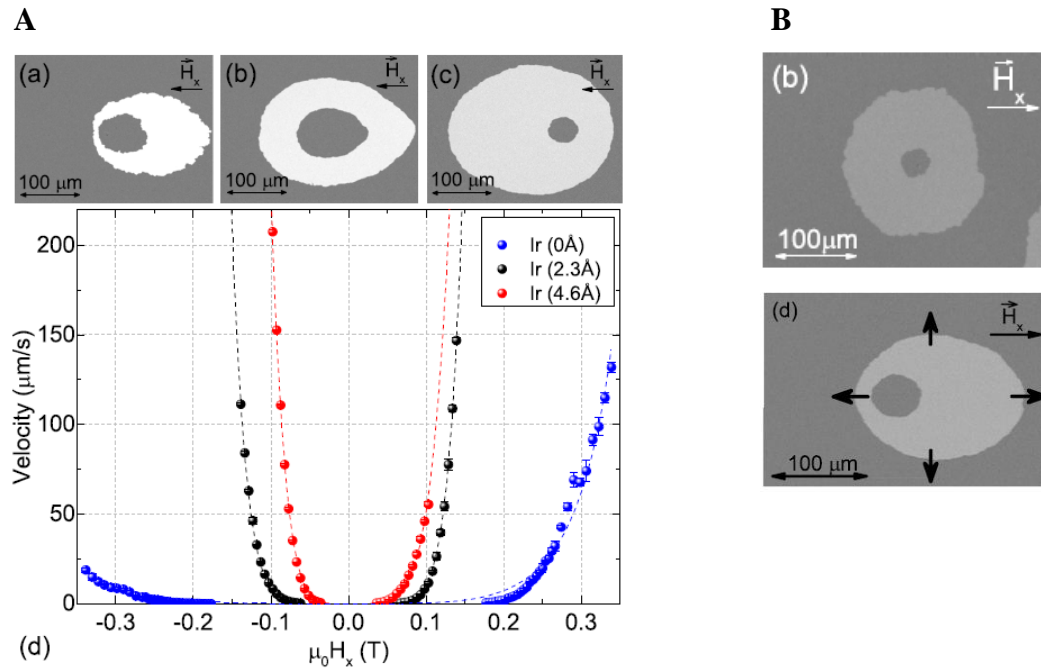 A
(a)
H⃗x
100 μm
(b)
H⃗x
100 μm
(c)
H⃗x
100 μm
Velocity (μm/s)
200
150
100
50
0
Ir (0Å)
Ir (2.3Å)
Ir (4.6Å)
-0.3
-0.2
-0.1
0.0
0.1
0.2
0.3
μ0Hx (T)
(d)
B
(b)
H⃗x
100μm
(d)
H⃗x
100 μm